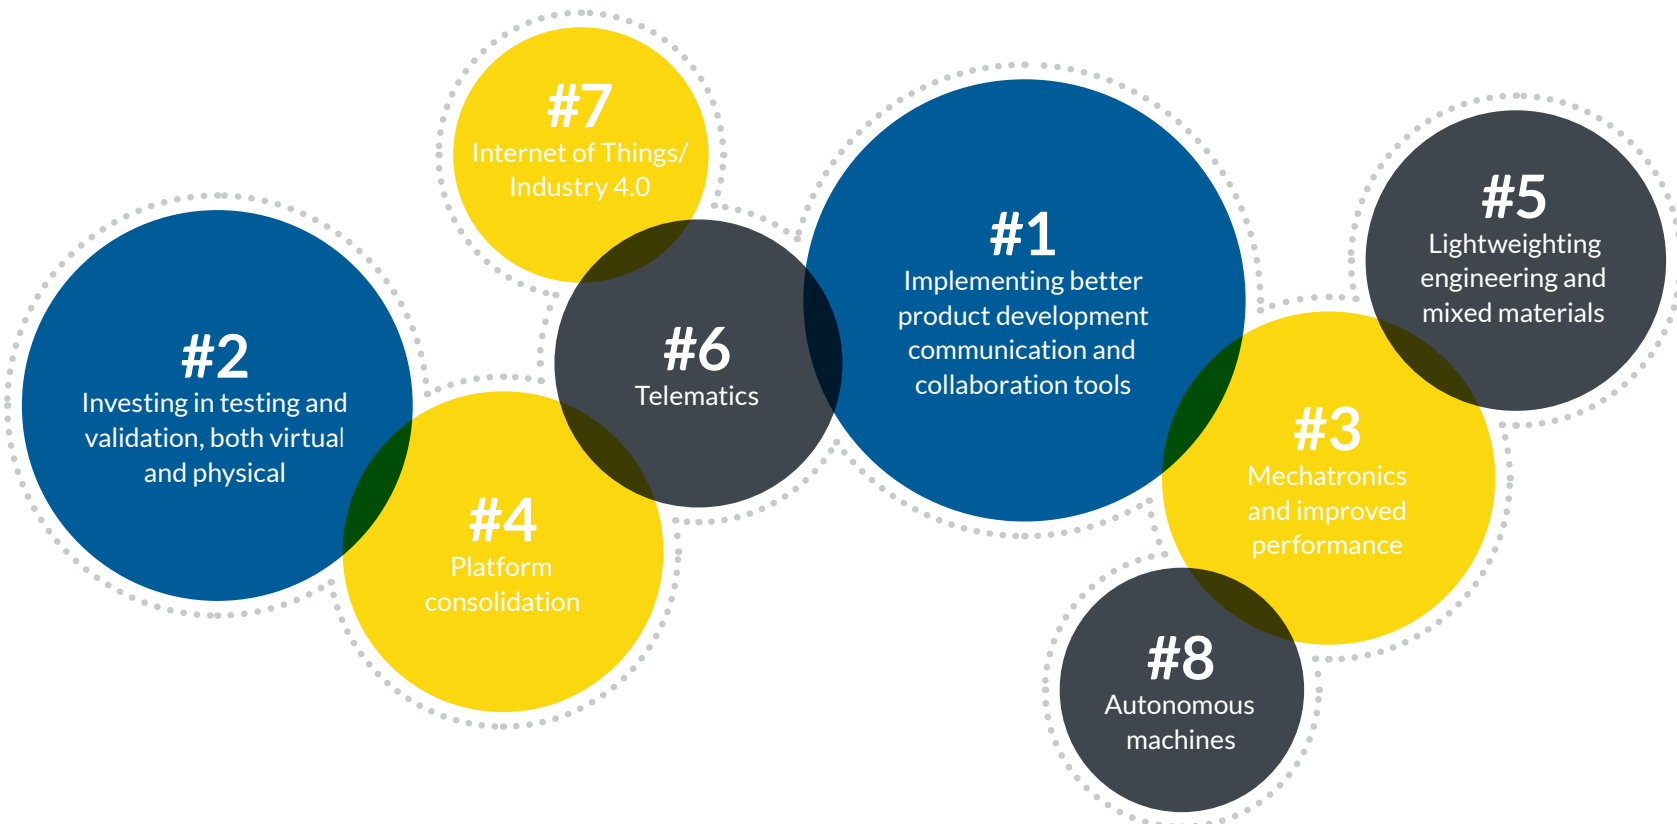 #7
Internet of Things/
Industry 4.0
#1
Implementing better
product development
communication and
collaboration tools
#5
Lightweighting
engineering and
mixed materials
#2
Investing in testing and
validation, both virtual
and physical
#6
Telematics
#3
Mechatronics
and improved
performance
#4
Platform
consolidation
#8
Autonomous
machines